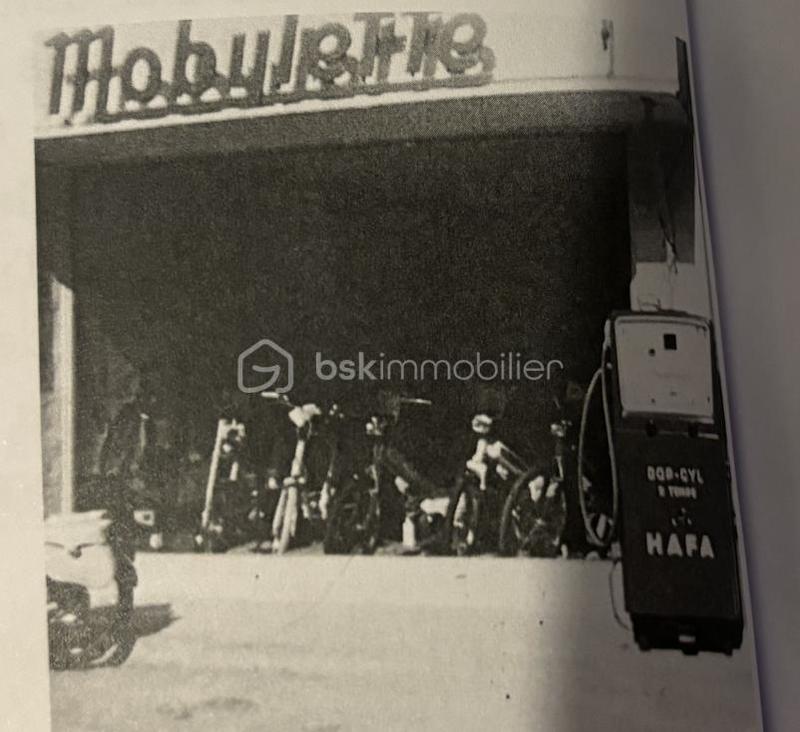 Mobylette
bskimmobilier
DOP-CYL
2 TEMPS
HAFA